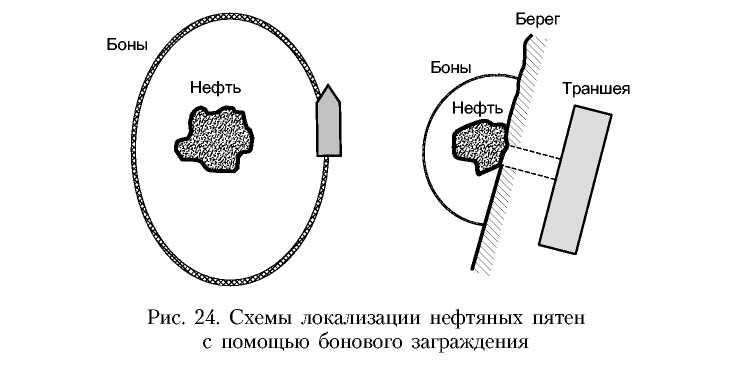 Боны
Нефть
Берег
Боны
Нефть
Траншея
Рис. 24. Схемы локализации нефтяных пятен
с помощью бонового заграждения